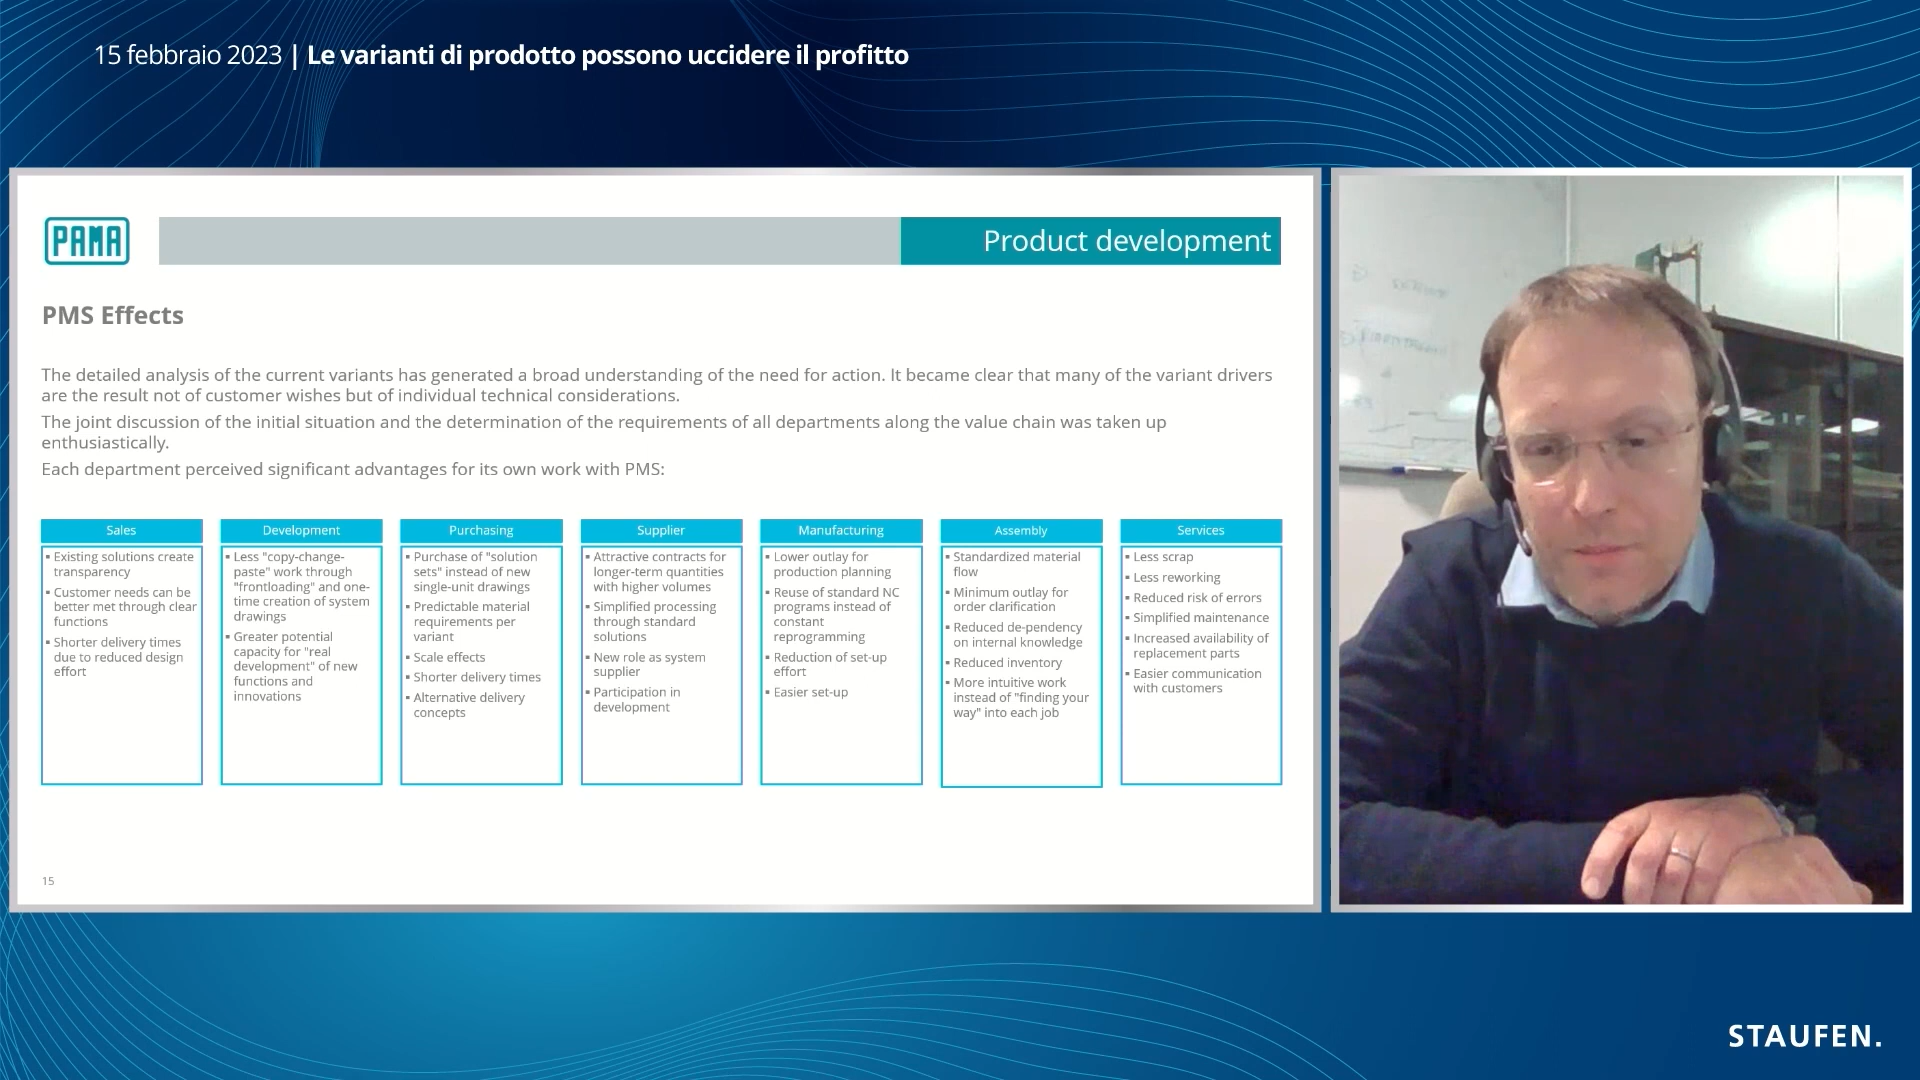 15 febbraio 2023 | Le varianti di prodotto possono uccidere il profitto
PAMA
Product development
PMS Effects
The detailed analysis of the current variants has generated a broad understanding of the need for action. It became clear that many of the variant drivers
are the result not of customer wishes but of individual technical considerations.
The joint discussion of the initial situation and the determination of the requirements of all departments along the value chain was taken up
enthusiastically.
Each department perceived significant advantages for its own work with PMS:
Sales
▪ Existing solutions create
transparency
▪ Customer needs can be
better met through clear
functions
▪ Shorter delivery times
due to reduced design
effort
Development
▪ Less "copy-change-
paste" work through
"frontloading" and one-
time creation of system
drawings
▪ Greater potential
capacity for "real
development" of new
functions and
innovations
Purchasing
▪ Purchase of "solution
sets" instead of new
single-unit drawings
▪ Predictable material
requirements per
variant
▪ Scale effects
▪ Shorter delivery times
▪ Alternative delivery
concepts
Supplier
▪ Attractive contracts for
longer-term quantities
with higher volumes
▪ Simplified processing
through standard
solutions
▪ New role as system
supplier
▪ Participation in
development
Manufacturing
▪ Lower outlay for
production planning
▪ Reuse of standard NC
programs instead of
constant
reprogramming
▪ Reduction of set-up
effort
▪ Easier set-up
Assembly
▪ Standardized material
flow
▪ Minimum outlay for
order clarification
▪ Reduced de-pendency
on internal knowledge
▪ Reduced inventory
▪ More intuitive work
instead of "finding your
way" into each job
Services
▪ Less scrap
▪ Less reworking
▪ Reduced risk of errors
▪ Simplified maintenance
▪ Increased availability of
replacement parts
▪ Easier communication
with customers
15
STAUFEN.